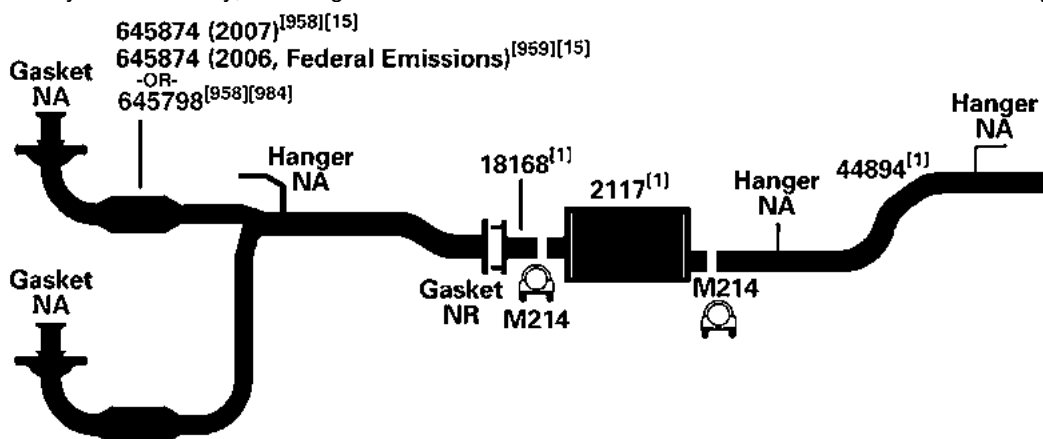 645874 (2007)[958][15]
645874 (2006, Federal Emissions)[959][15]
-OR-
645798[958][984]
Gasket
NA
Hanger
NA
18168[1]
2117[1]
Hanger
NA
44894[1]
Hanger
NA
Gasket
NA
Gasket
NR
M214
M214